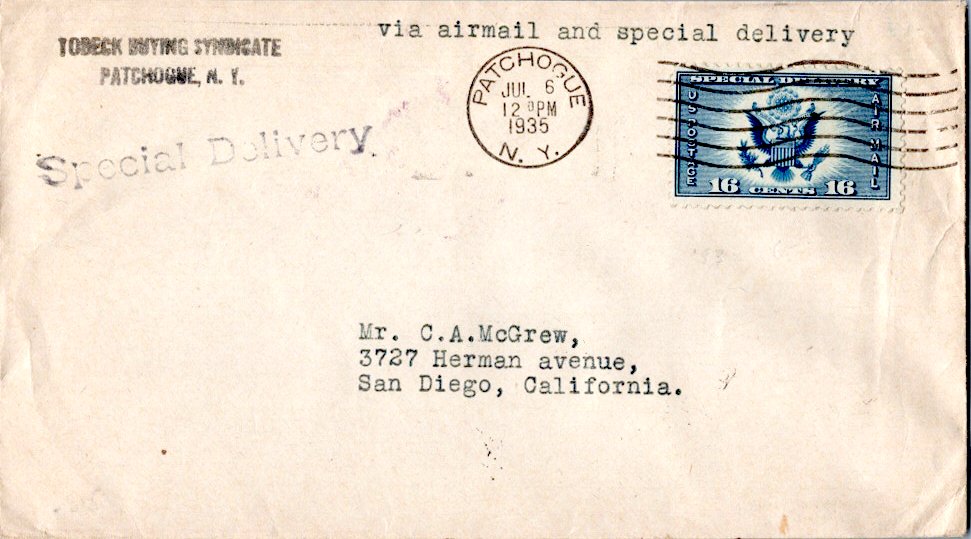 via airmail and special delivery
TOBECK BUYING SYNDICATE
PATCHOGUE, N. Y.
Special Delivery
PATCHOGUE
JUL 6
12 PM
1935
N. Y.
SPECIAL DELIVERY
US POSTAGE
AIR MAIL
16 CENTS 16
Mr. C.A.McGrew,
3727 Herman avenue,
San Diego, California.